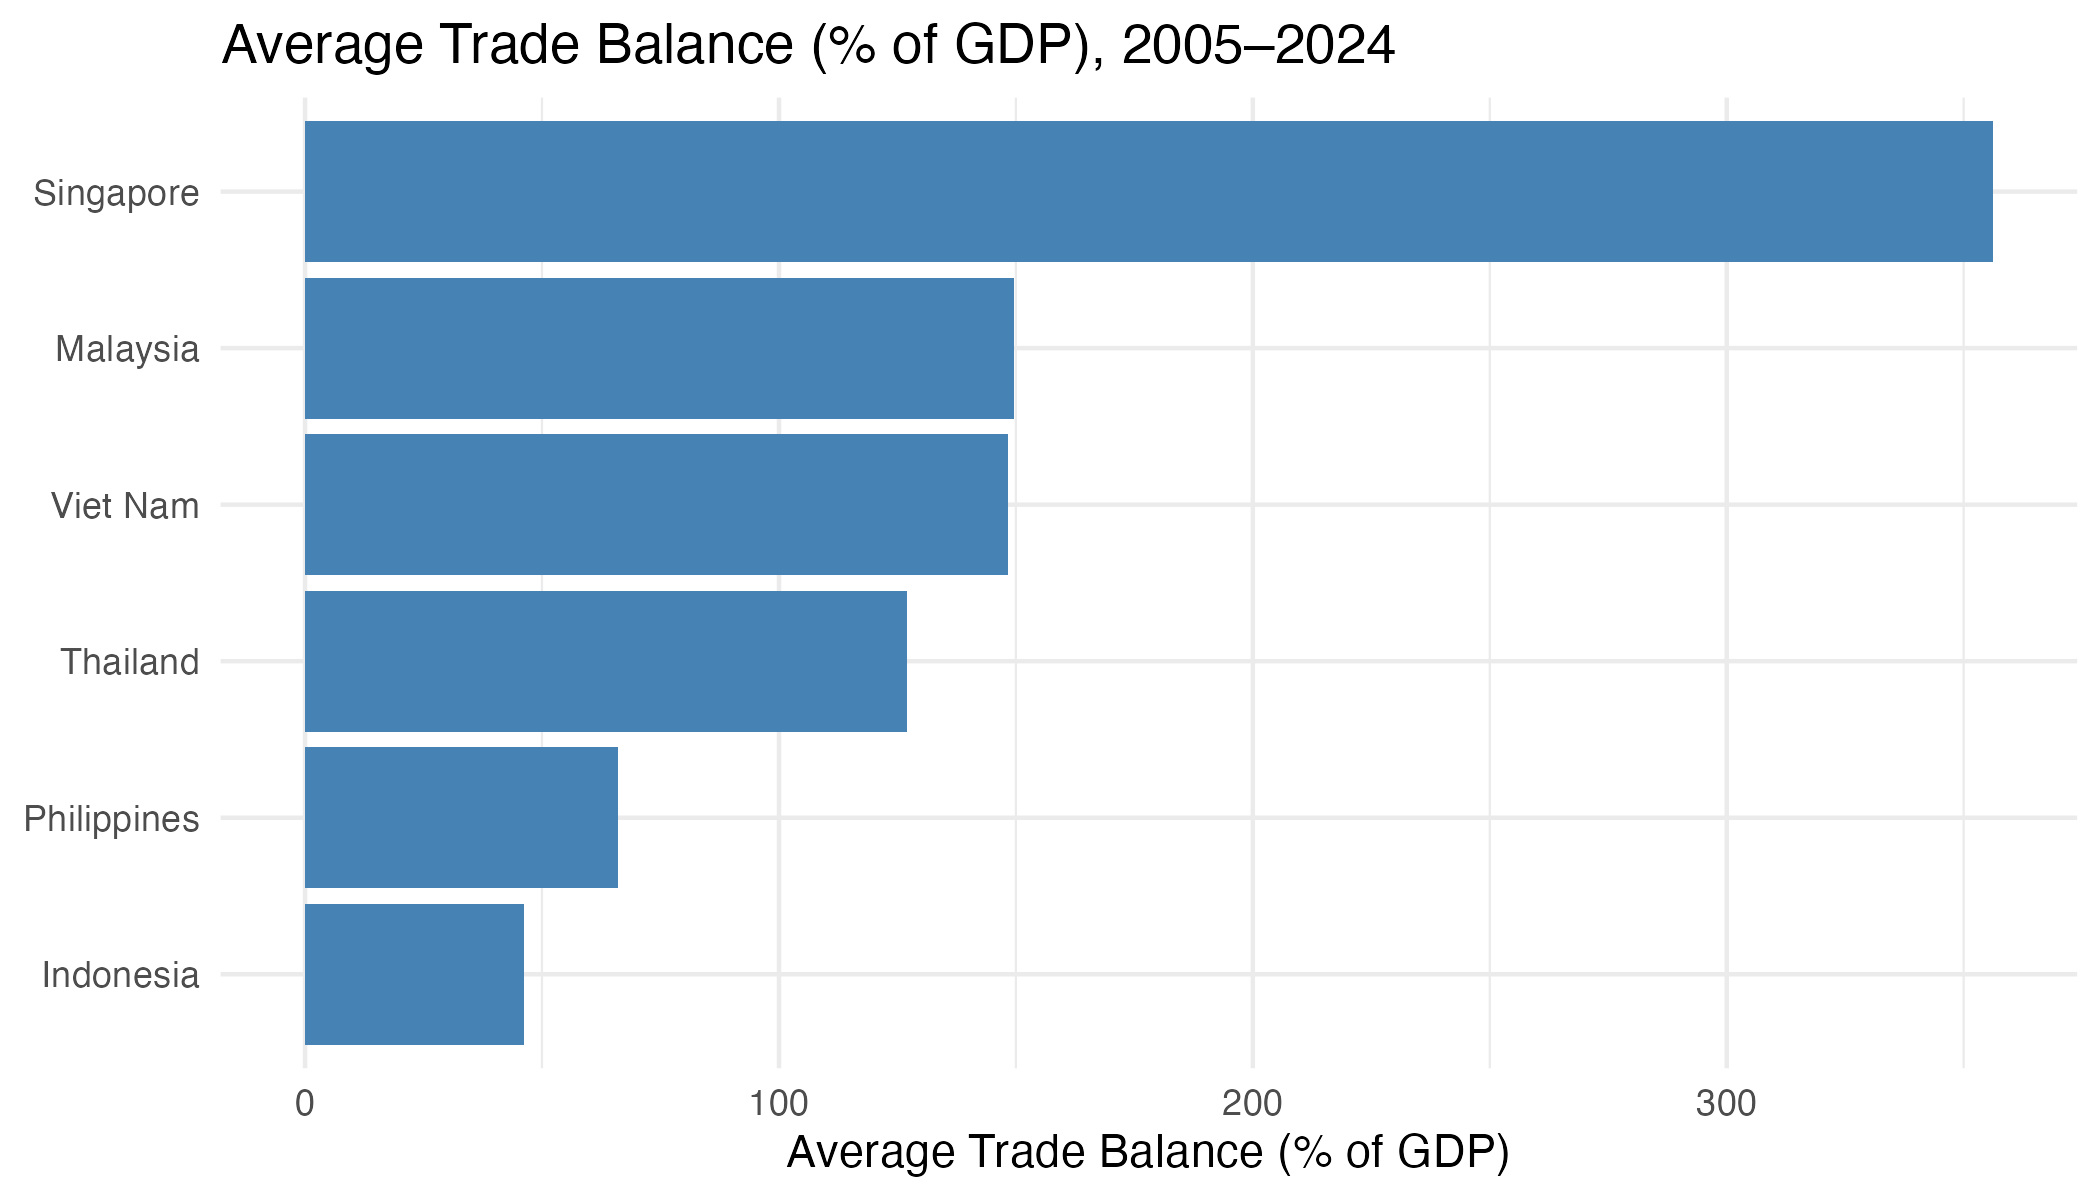 Average Trade Balance (% of GDP), 2005–2024
Singapore
Malaysia
Viet Nam
Thailand
Philippines
Indonesia
0 100 200 300
Average Trade Balance (% of GDP)